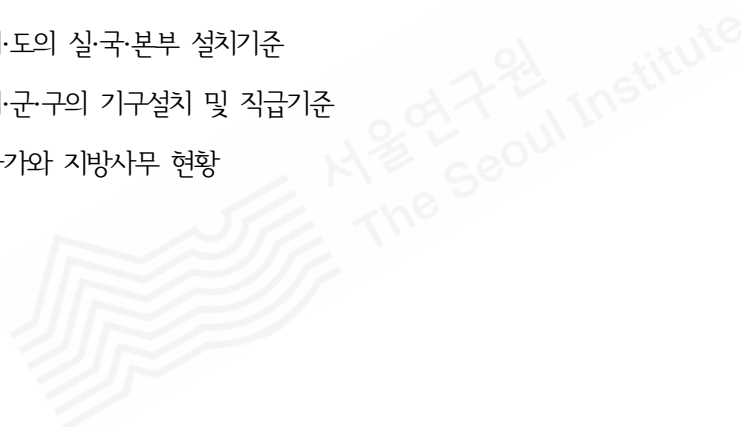 ·도의 실·국·본부 설치기준
·군·구의 기구설치 및 직급기준
가와 지방사무 현황
서울연구원
The Seoul Institute